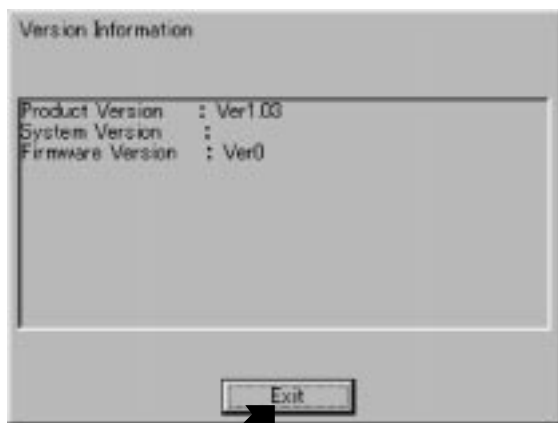 Version Information
Product Version : Ver1.03
System Version :
Firmware Version : Ver0
Exit